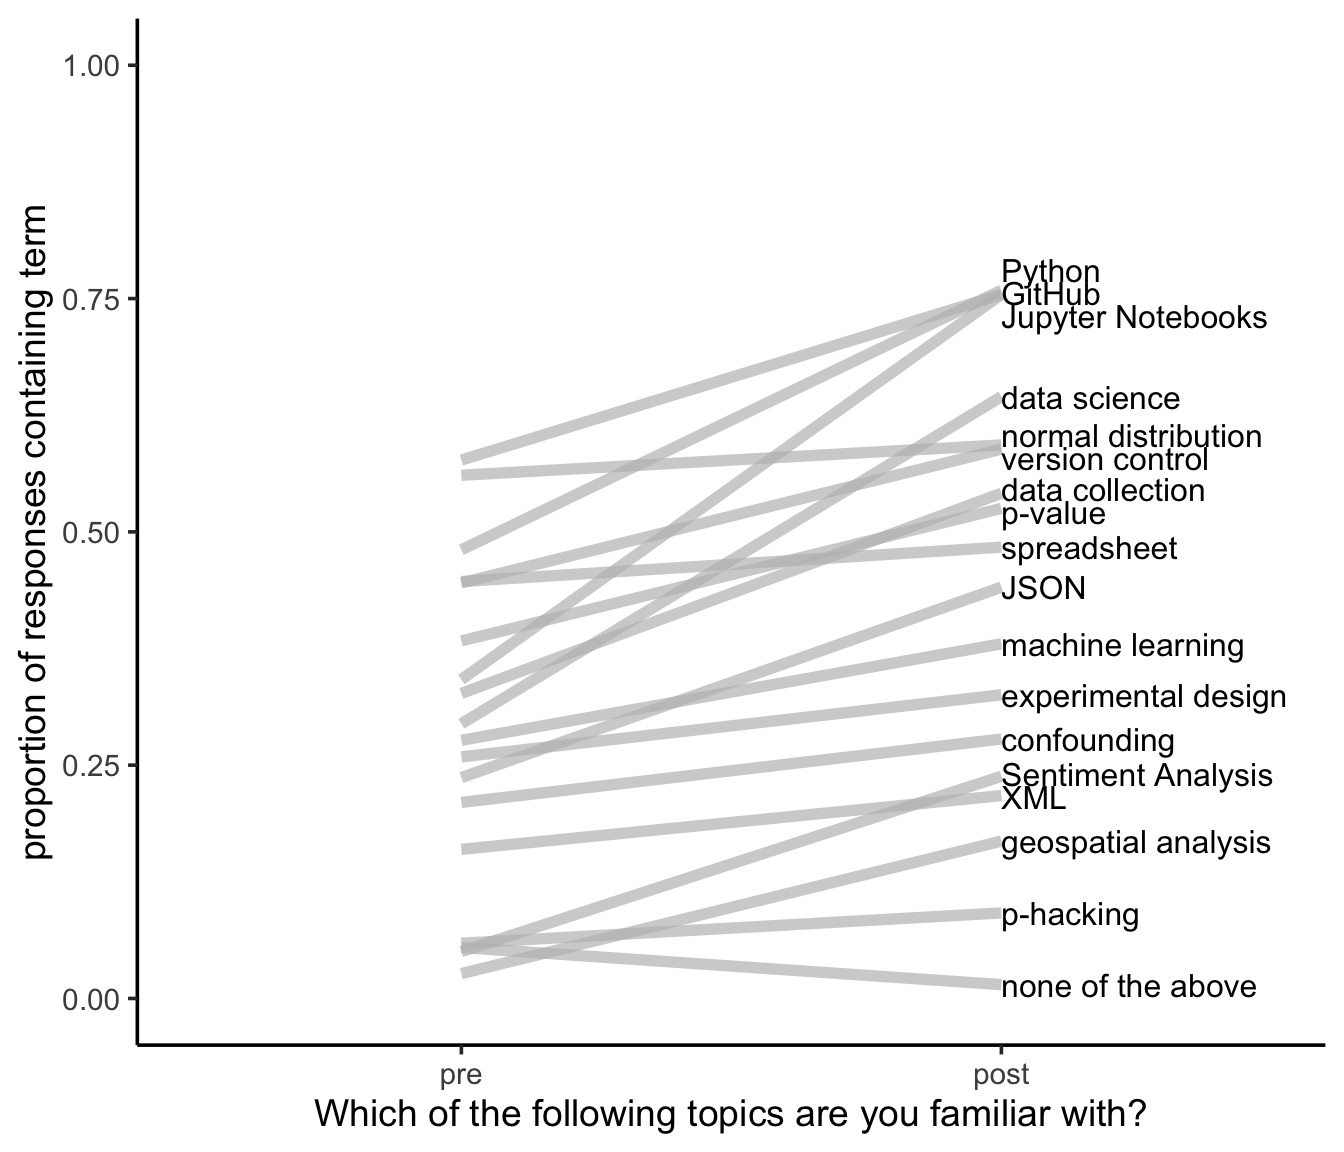 proportion of responses containing term
1.00
0.75
0.50
0.25
0.00
Python
GitHub
Jupyter Notebooks
data science
normal distribution
version control
data collection
p-value
spreadsheet
JSON
machine learning
experimental design
confounding
Sentiment Analysis
XML
geospatial analysis
p-hacking
none of the above
pre
post
Which of the following topics are you familiar with?